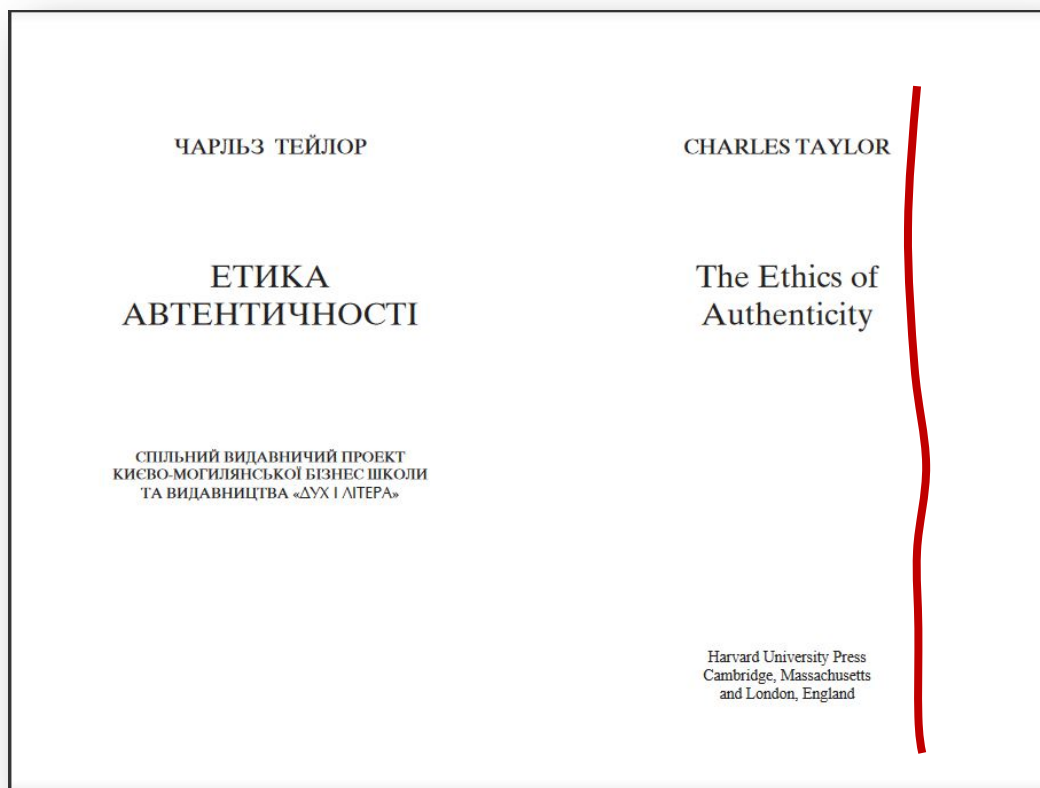 ЧАРЛЬЗ ТЕЙЛОР
ЕТИКА
АВТЕНТИЧНОСТІ
СПІЛЬНИЙ ВИДАВНИЧИЙ ПРОЕКТ
КИЄВО-МОГИЛЯНСЬКОЇ БІЗНЕС ШКОЛИ
ТА ВИДАВНИЦТВА «ДУХ І ЛІТЕРА»
CHARLES TAYLOR
The Ethics of
Authenticity
Harvard University Press
Cambridge, Massachusetts
and London, England